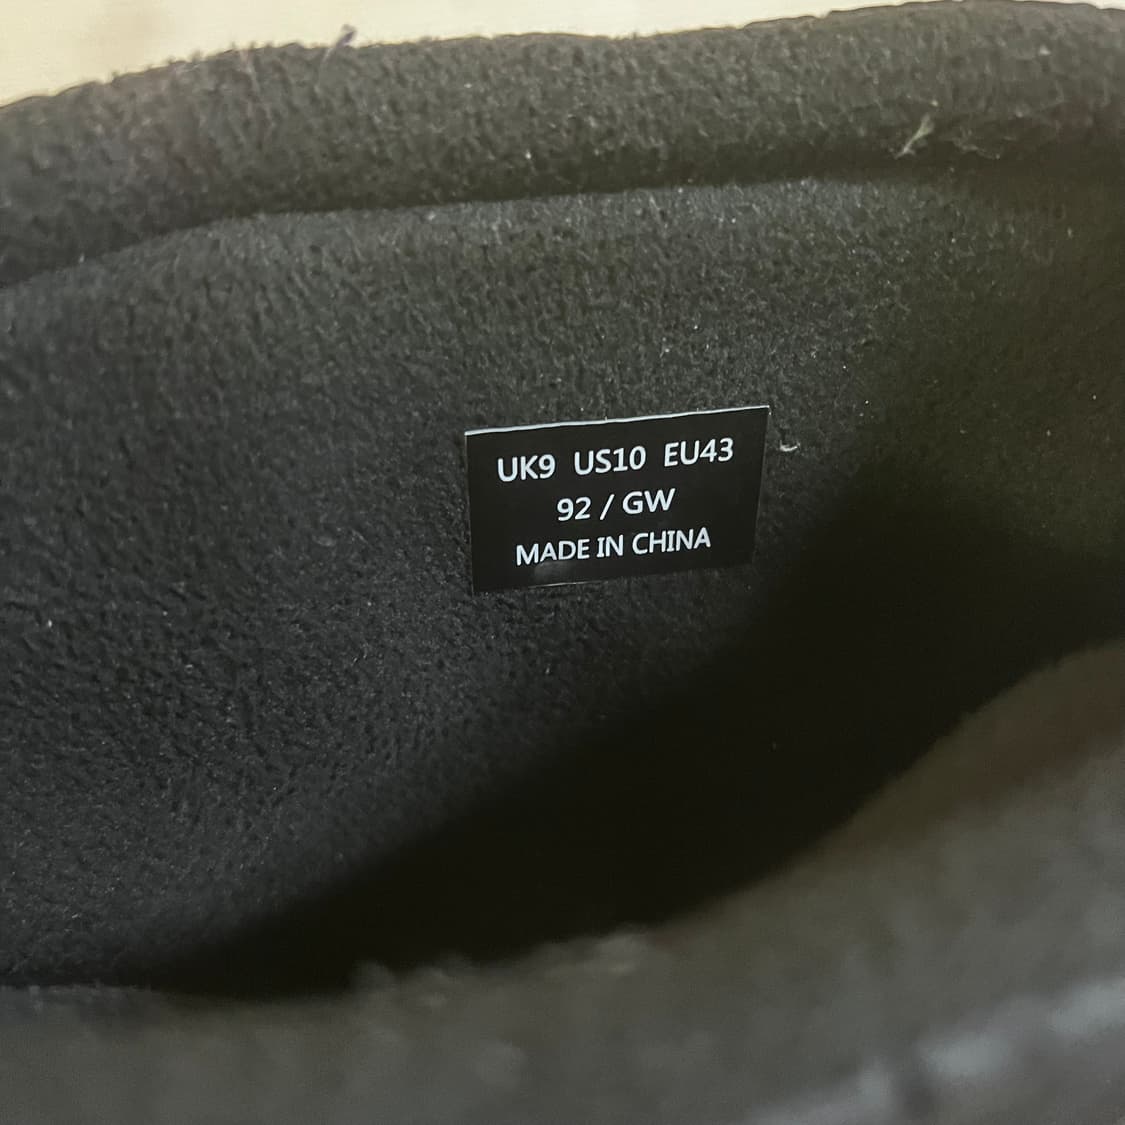 UK9 US10 EU43
92 / GW
MADE IN CHINA